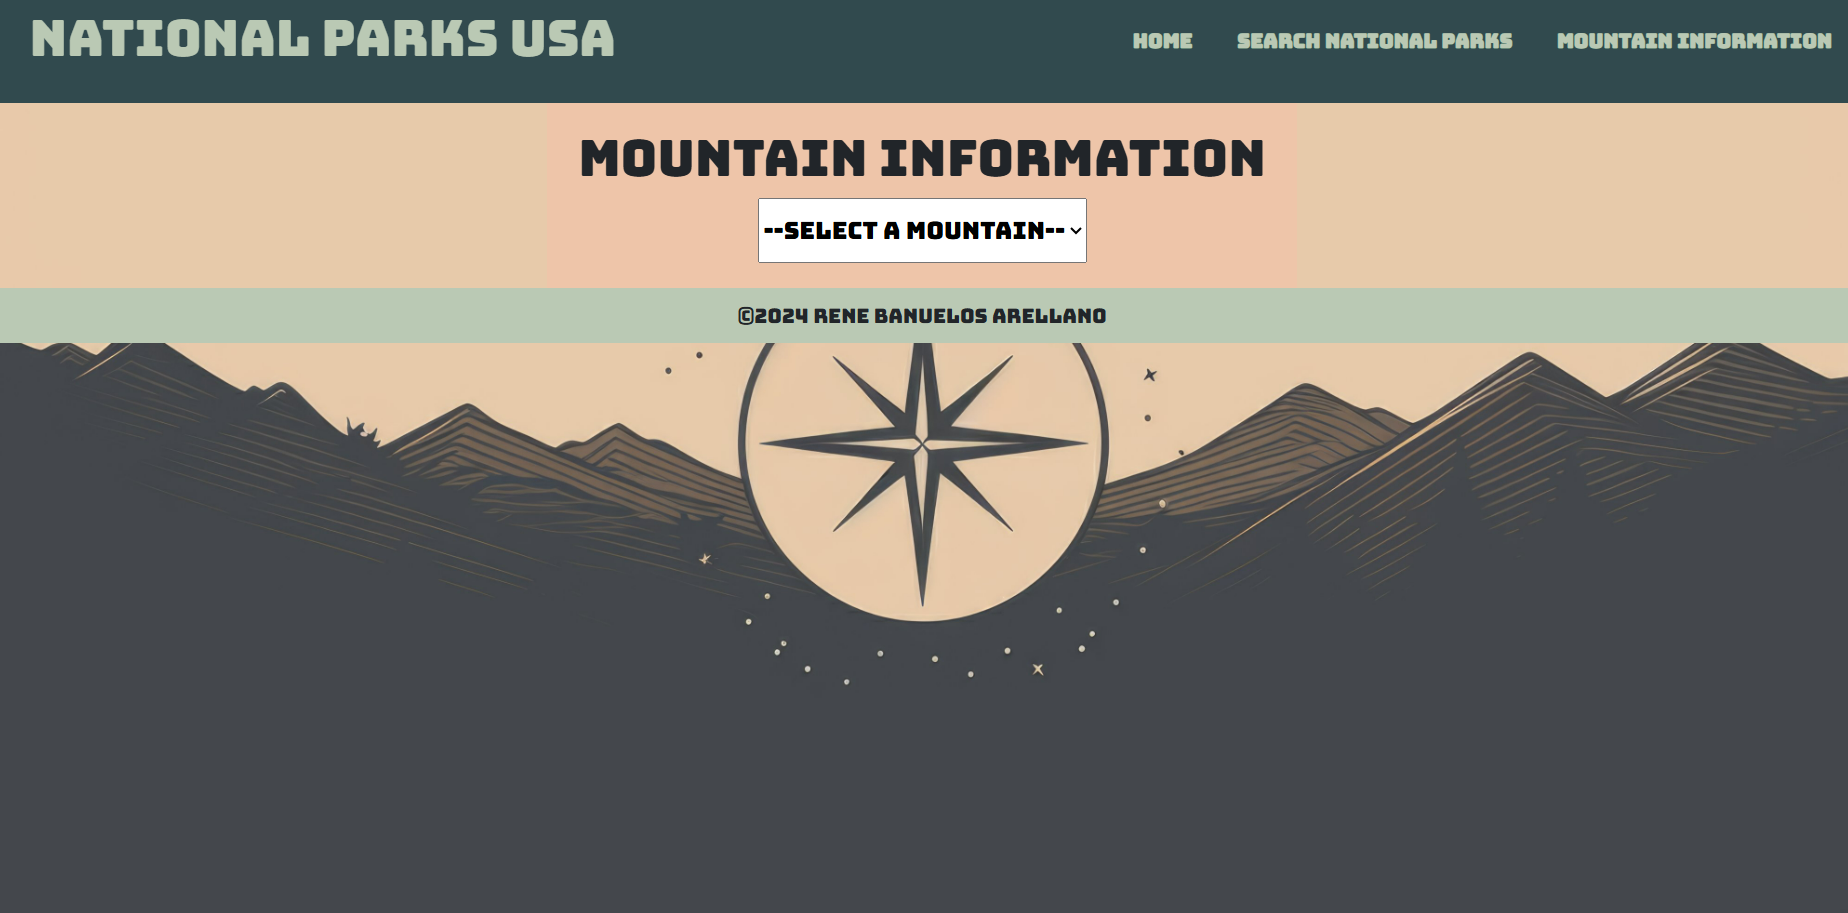 NATIONAL PARKS USA
HOME SEARCH NATIONAL PARKS MOUNTAIN INFORMATION
MOUNTAIN INFORMATION
--SELECT A MOUNTAIN--
©2024 RENE BANUELOS ARELLANO